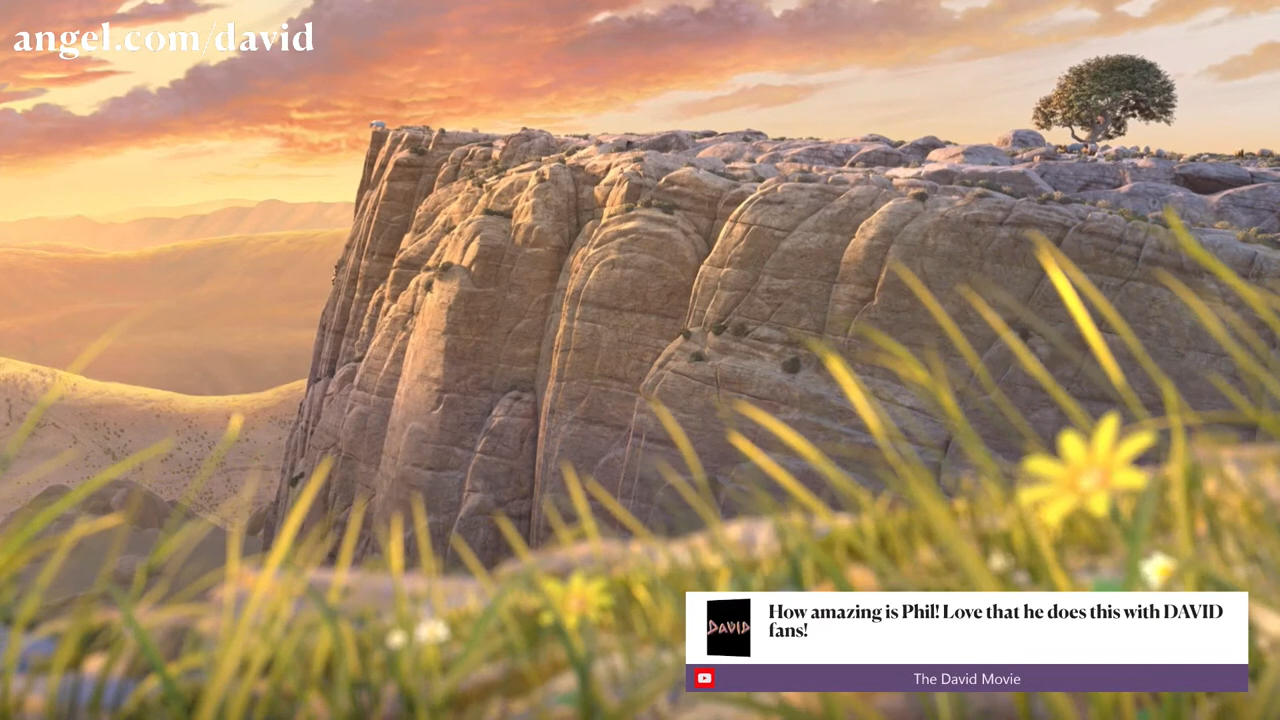 angel.com/david
How amazing is Phil! Love that he does this with DAVID
fans!
DAVID
The David Movie